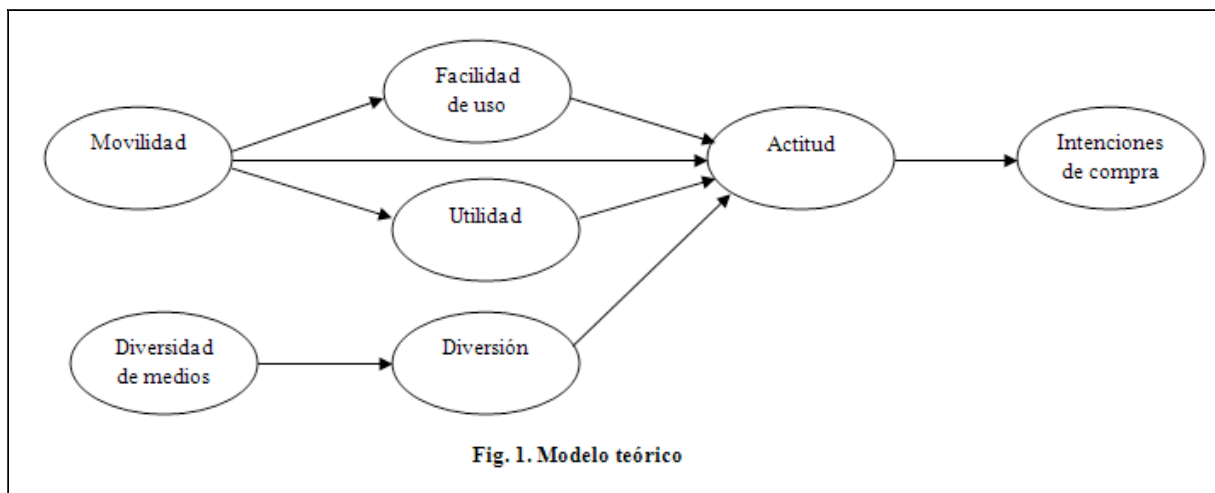 Facilidad
de uso
Movilidad
Actitud
Intenciones
de compra
Utilidad
Diversidad
de medios
Diversión
Fig. 1. Modelo teórico